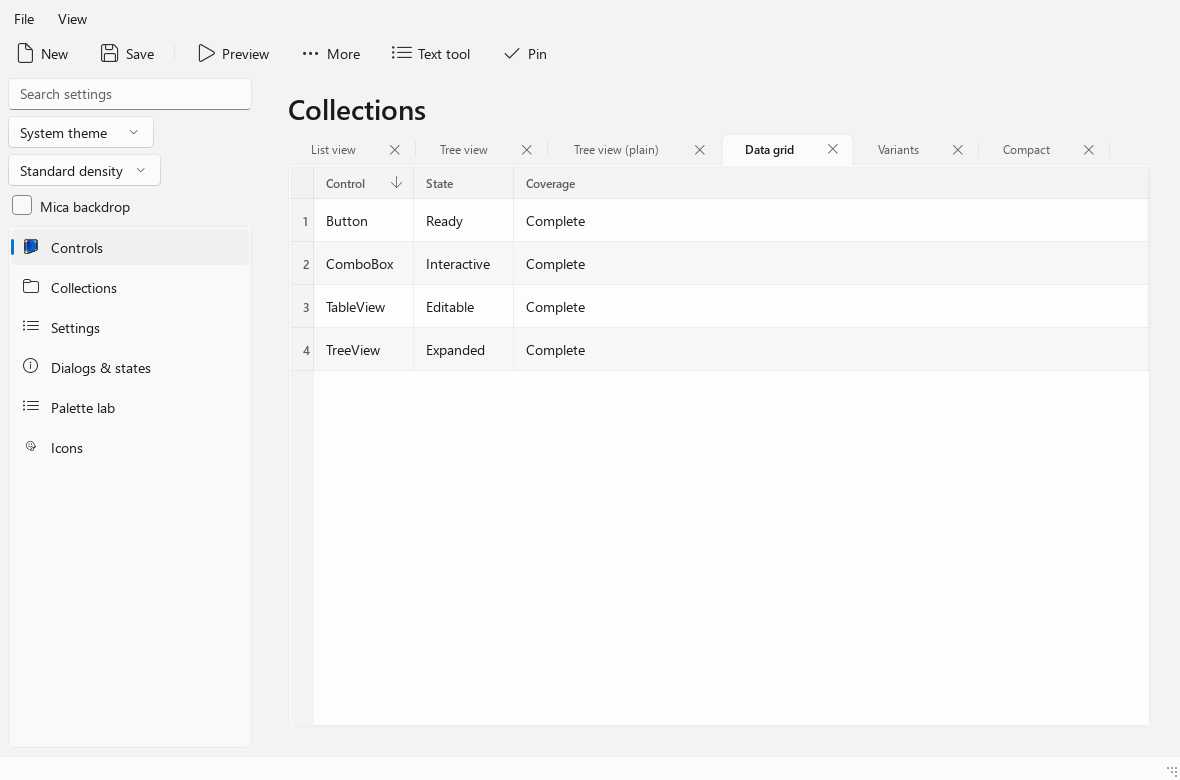 File View
New Save Preview More Text tool Pin
Search settings
System theme
Standard density
Mica backdrop
Controls
Collections
Settings
Dialogs & states
Palette lab
Icons
Collections
List view Tree view Tree view (plain) Data grid Variants Compact
Control State Coverage
1 Button Ready Complete
2 ComboBox Interactive Complete
3 TableView Editable Complete
4 TreeView Expanded Complete